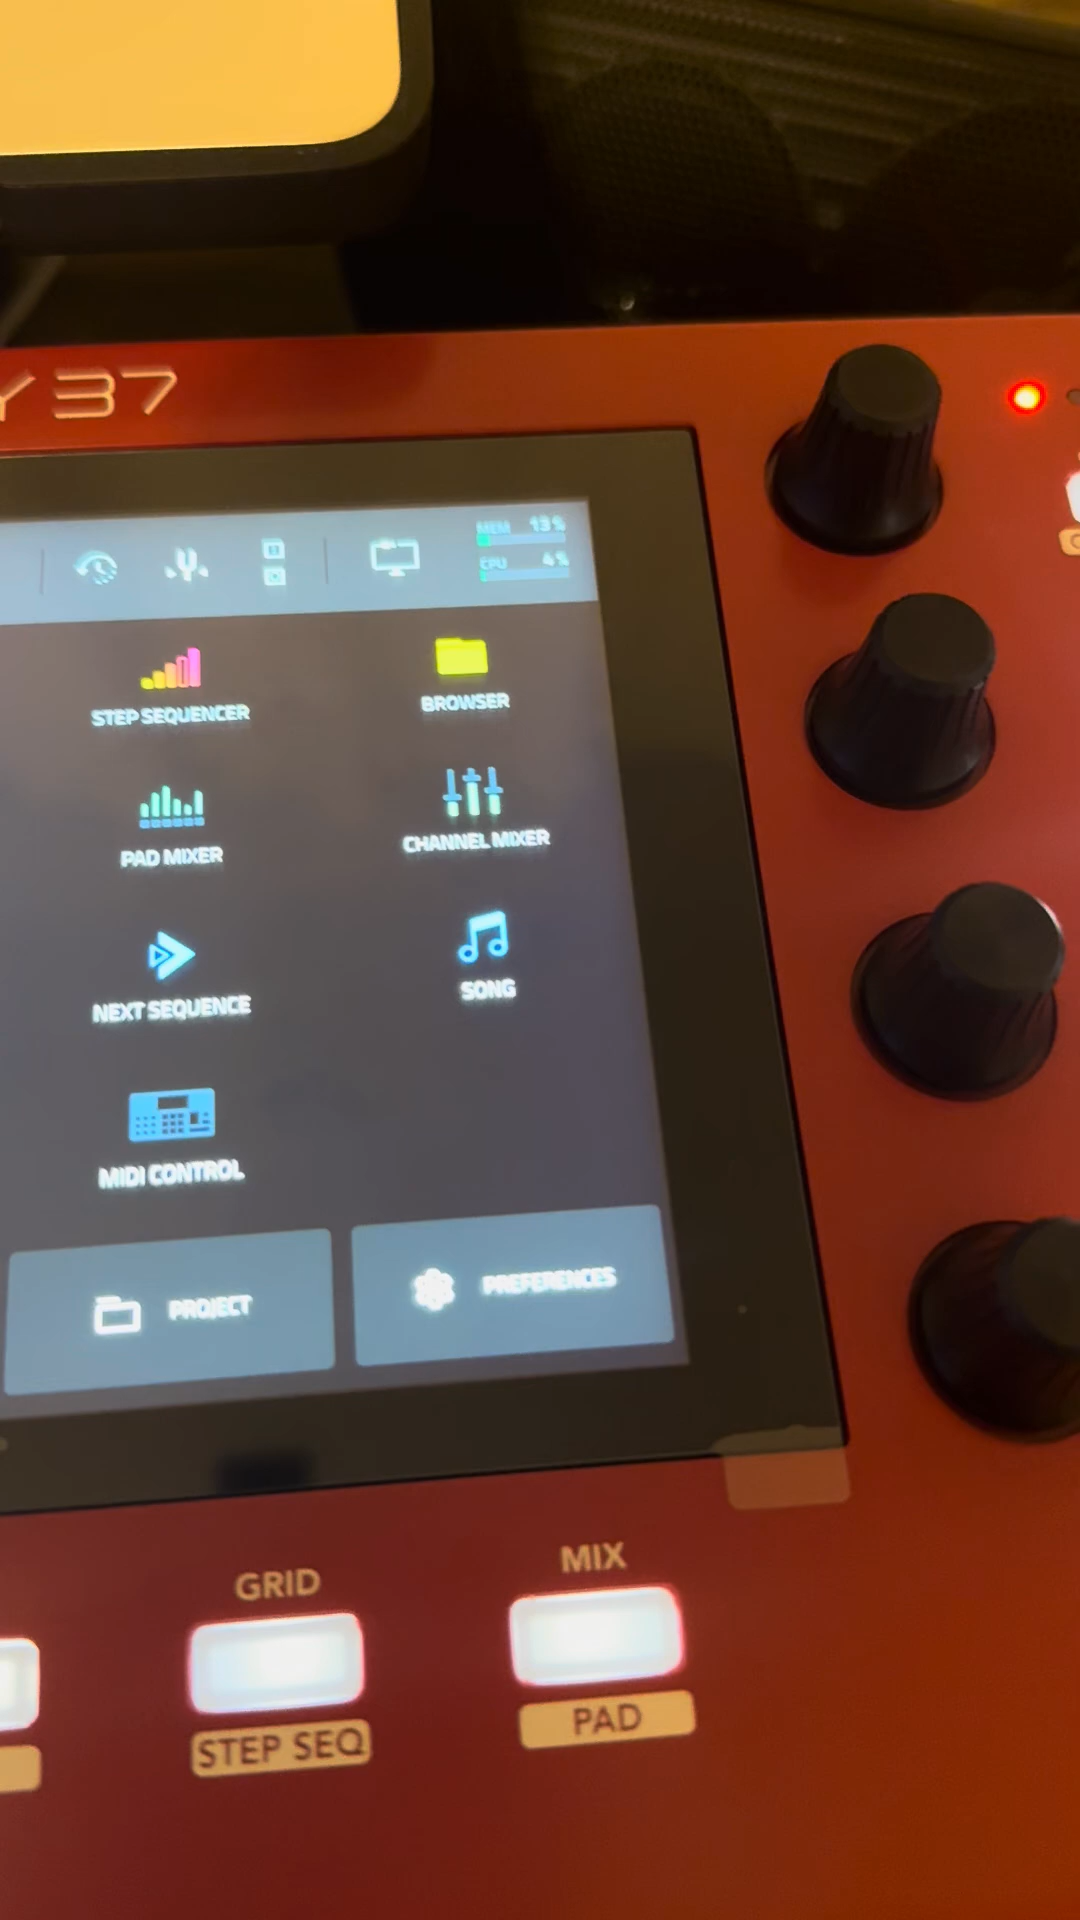 Y 37
MEM 13%
CPU 4%
STEP SEQUENCER
BROWSER
PAD MIXER
CHANNEL MIXER
NEXT SEQUENCE
SONG
MIDI CONTROL
PROJECT
PREFERENCES
GRID
MIX
STEP SEQ
PAD